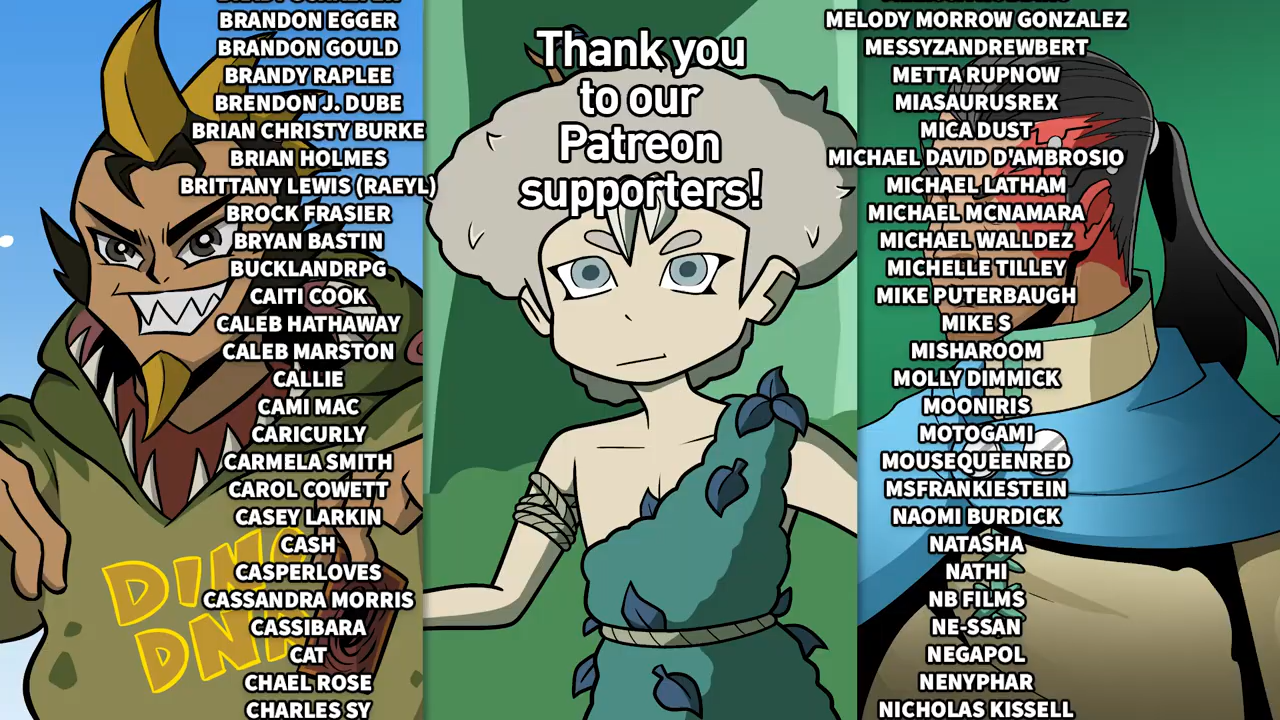 BRANDON EGGER
BRANDON GOULD
BRANDY RAPLEE
BRENDON J. DUBE
BRIAN CHRISTY BURKE
BRIAN HOLMES
BRITTANY LEWIS (RAEYL)
BROCK FRASIER
BRYAN BASTIN
BUCKLANDRPG
CAITI COOK
CALEB HATHAWAY
CALEB MARSTON
CALLIE
CAMI MAC
CARICURLY
CARMELA SMITH
CAROL COWETT
CASEY LARKIN
CASH
CASPERLOVES
CASSANDRA MORRIS
CASSIBARA
CAT
CHAEL ROSE
CHARLES SY
DINO
DNA
Thank you
to our
Patreon
supporters!
MELODY MORROW GONZALEZ
MESSYZANDREWBERT
METTA RUPNOW
MIASAURUSREX
MICA DUST
MICHAEL DAVID D'AMBROSIO
MICHAEL LATHAM
MICHAEL MCNAMARA
MICHAEL WALLDEZ
MICHELLE TILLEY
MIKE PUTERBAUGH
MIKE S
MISHAROOM
MOLLY DIMMICK
MOONIRIS
MOTOGAMI
MOUSEQUEENRED
MSFRANKIESTEIN
NAOMI BURDICK
NATASHA
NATHI
NB FILMS
NE-SSAN
NEGAPOL
NENYPHAR
NICHOLAS KISSELL